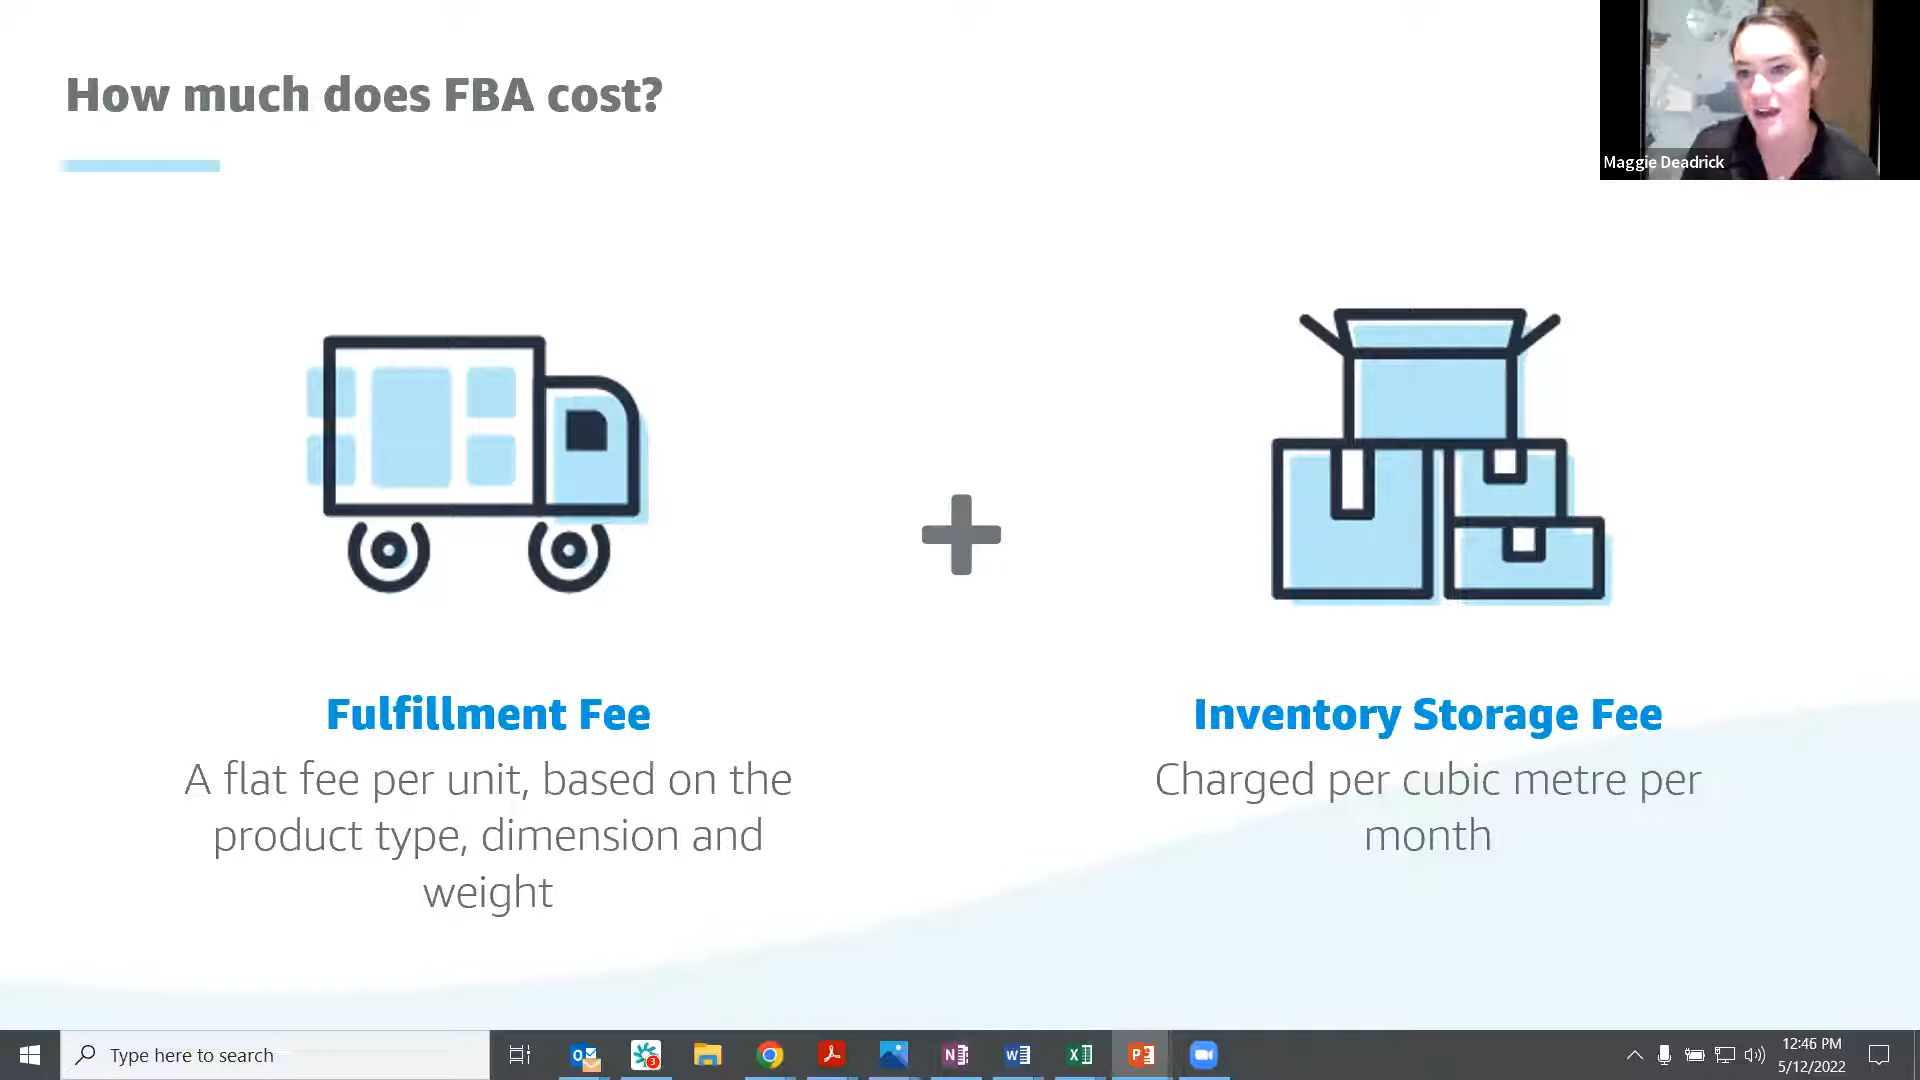 How much does FBA cost?
Maggie Deadrick
Fulfillment Fee
A flat fee per unit, based on the
product type, dimension and
weight
Inventory Storage Fee
Charged per cubic metre per
month
Type here to search
3
12:46 PM
5/12/2022